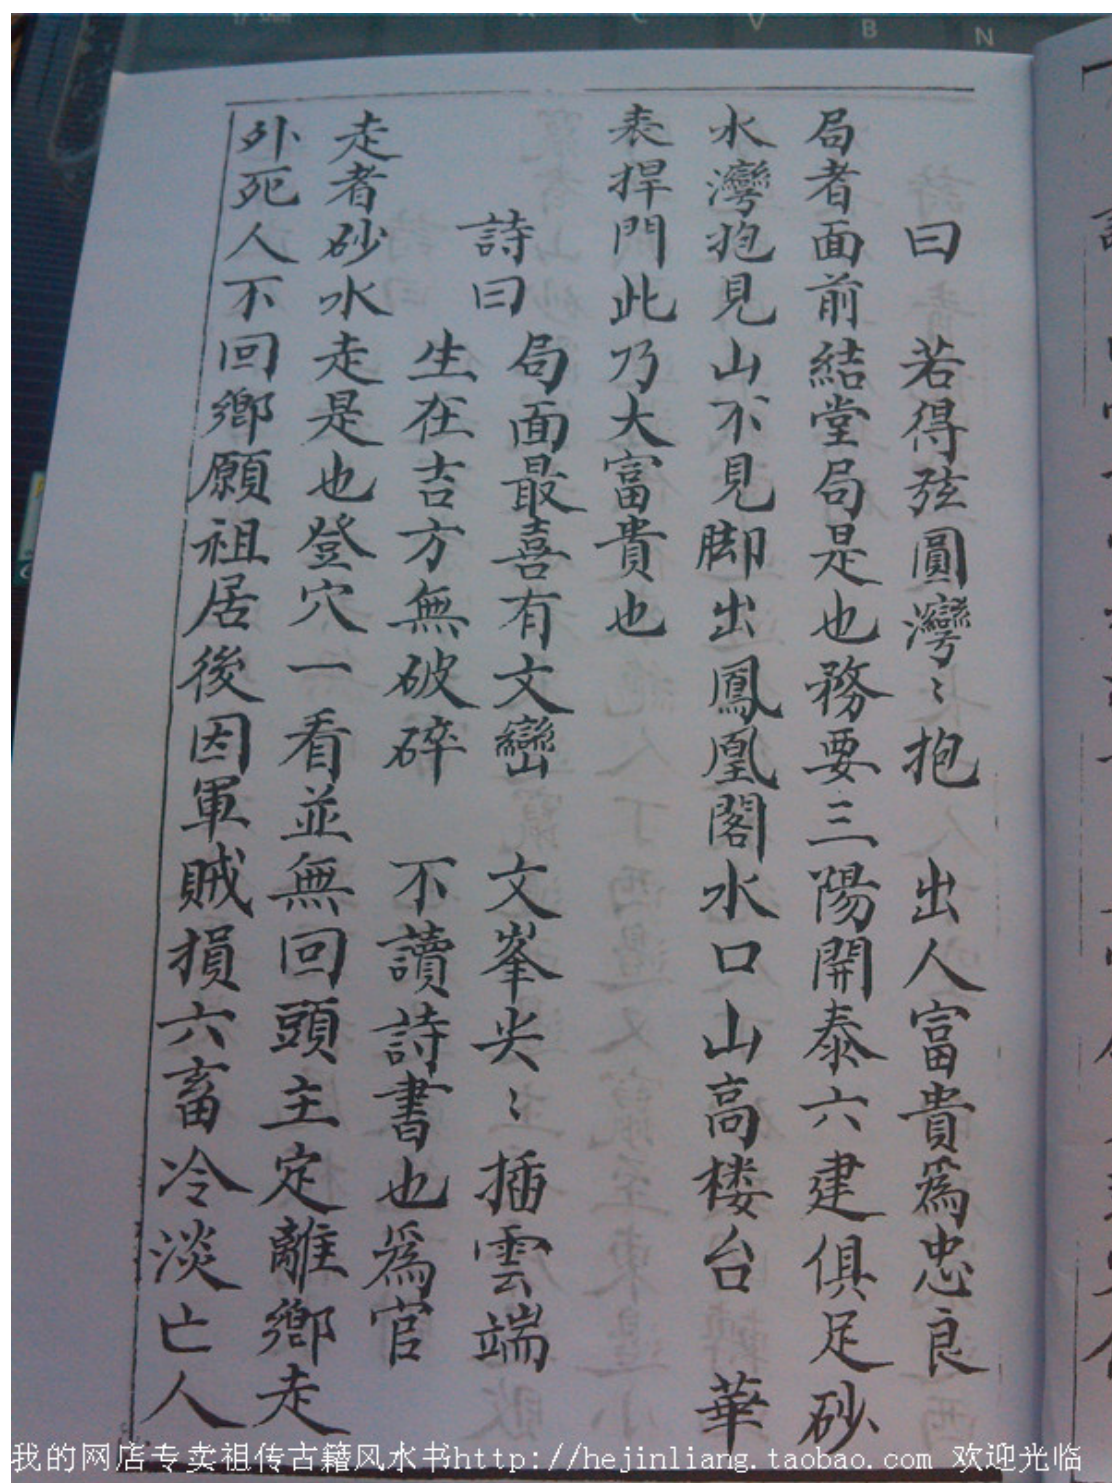 曰　若得弦圓灣〻抱　出人富貴爲忠良
局者面前結堂局是也務要三陽開泰六建俱足砂
水灣抱見山不見脚出鳳凰閣水口山高楼台　華
表捍門此乃大富貴也
詩曰　局面最喜有文巒　文峯尖〻插雲端
生在吉方無破碎　不讀詩書也爲官
走者砂水走是也登穴一看並無回頭主定離鄉走
外死人不回鄉願祖居後因軍賊損六畜冷淡亡人
V B N
我的网店专卖祖传古籍风水书http://hejinliang.taobao.com 欢迎光临